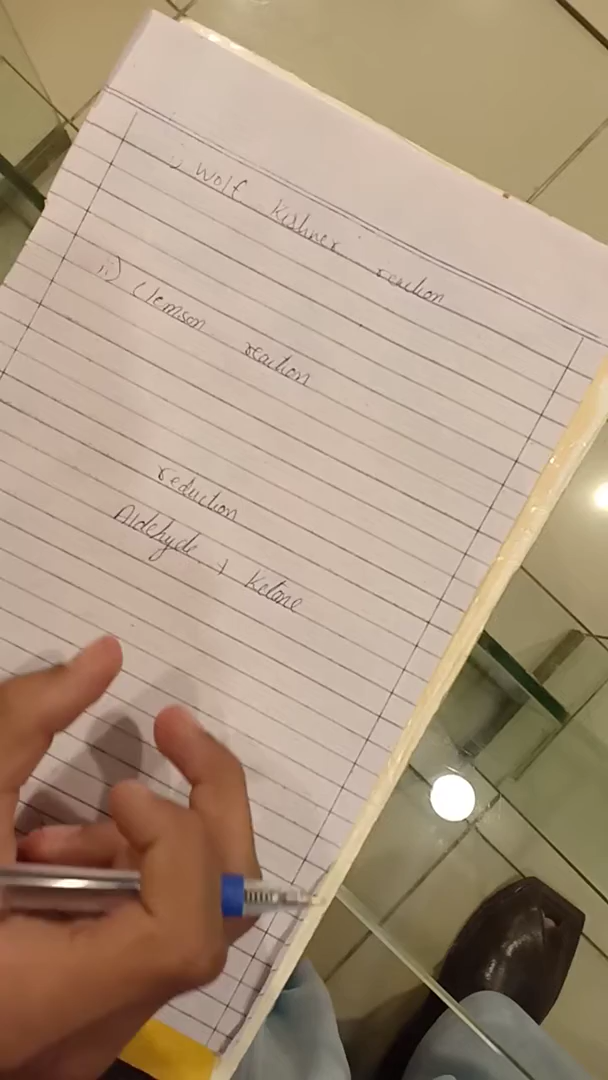 i) Wolf Kishner reaction
ii) Clemson reaction
reduction
Aldehyde + Ketone